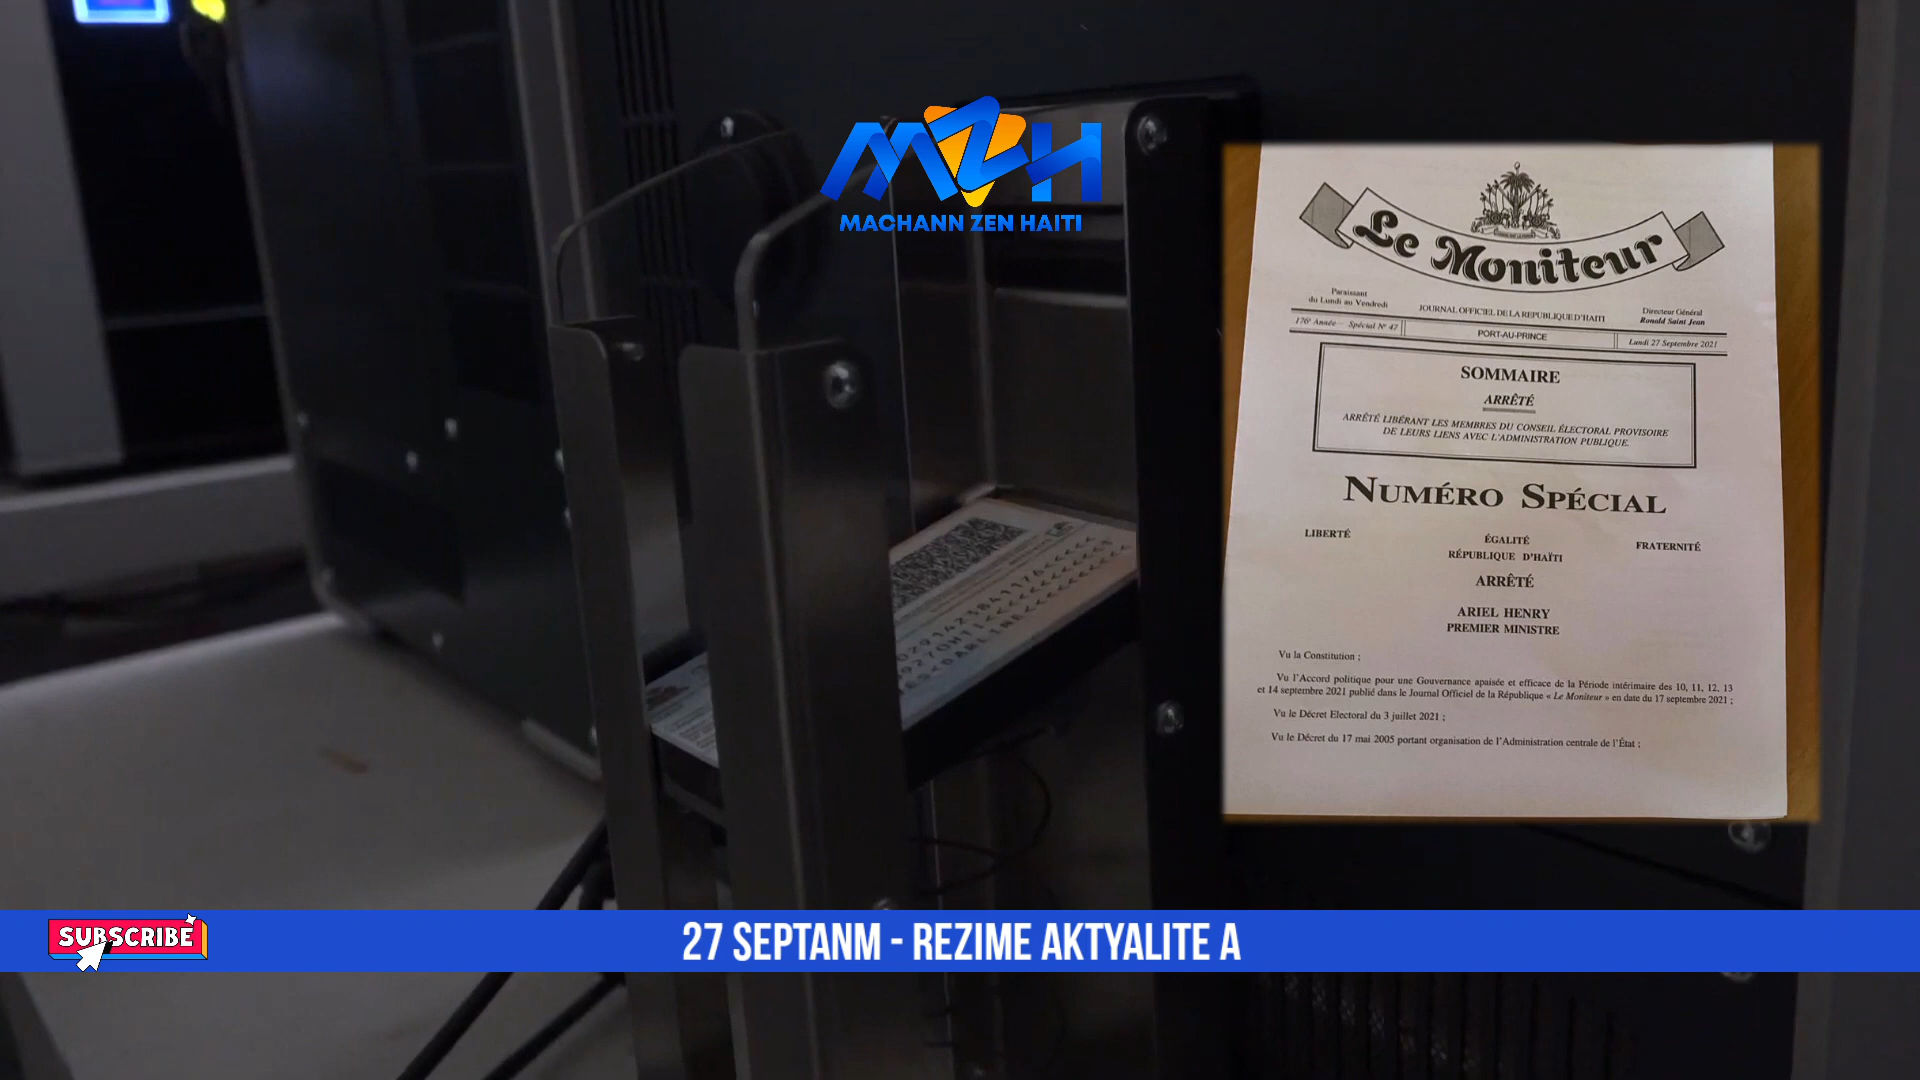 MZH
MACHANN ZEN HAITI
Le Moniteur
Paraissant
du Lundi au Vendredi
JOURNAL OFFICIEL DE LA REPUBLIQUE D'HAITI
Directeur Général
Ronald Saint Jean
176e Année — Spécial No 47
PORT-AU-PRINCE
Lundi 27 Septembre 2021
SOMMAIRE
ARRÊTÉ
ARRÊTÉ LIBÉRANT LES MEMBRES DU CONSEIL ÉLECTORAL PROVISOIRE
DE LEURS LIENS AVEC L'ADMINISTRATION PUBLIQUE.
NUMÉRO SPÉCIAL
LIBERTÉ
ÉGALITÉ
FRATERNITÉ
RÉPUBLIQUE D'HAÏTI
ARRÊTÉ
ARIEL HENRY
PREMIER MINISTRE
Vu la Constitution ;
Vu l'Accord politique pour une Gouvernance apaisée et efficace de la Période intérimaire des 10, 11, 12, 13
et 14 septembre 2021 publié dans le Journal Officiel de la République « Le Moniteur » en date du 17 septembre 2021 ;
Vu le Décret Electoral du 3 juillet 2021 ;
Vu le Décret du 17 mai 2005 portant organisation de l'Administration centrale de l'État ;
SUBSCRIBE
27 SEPTANM - REZIME AKTYALITE A